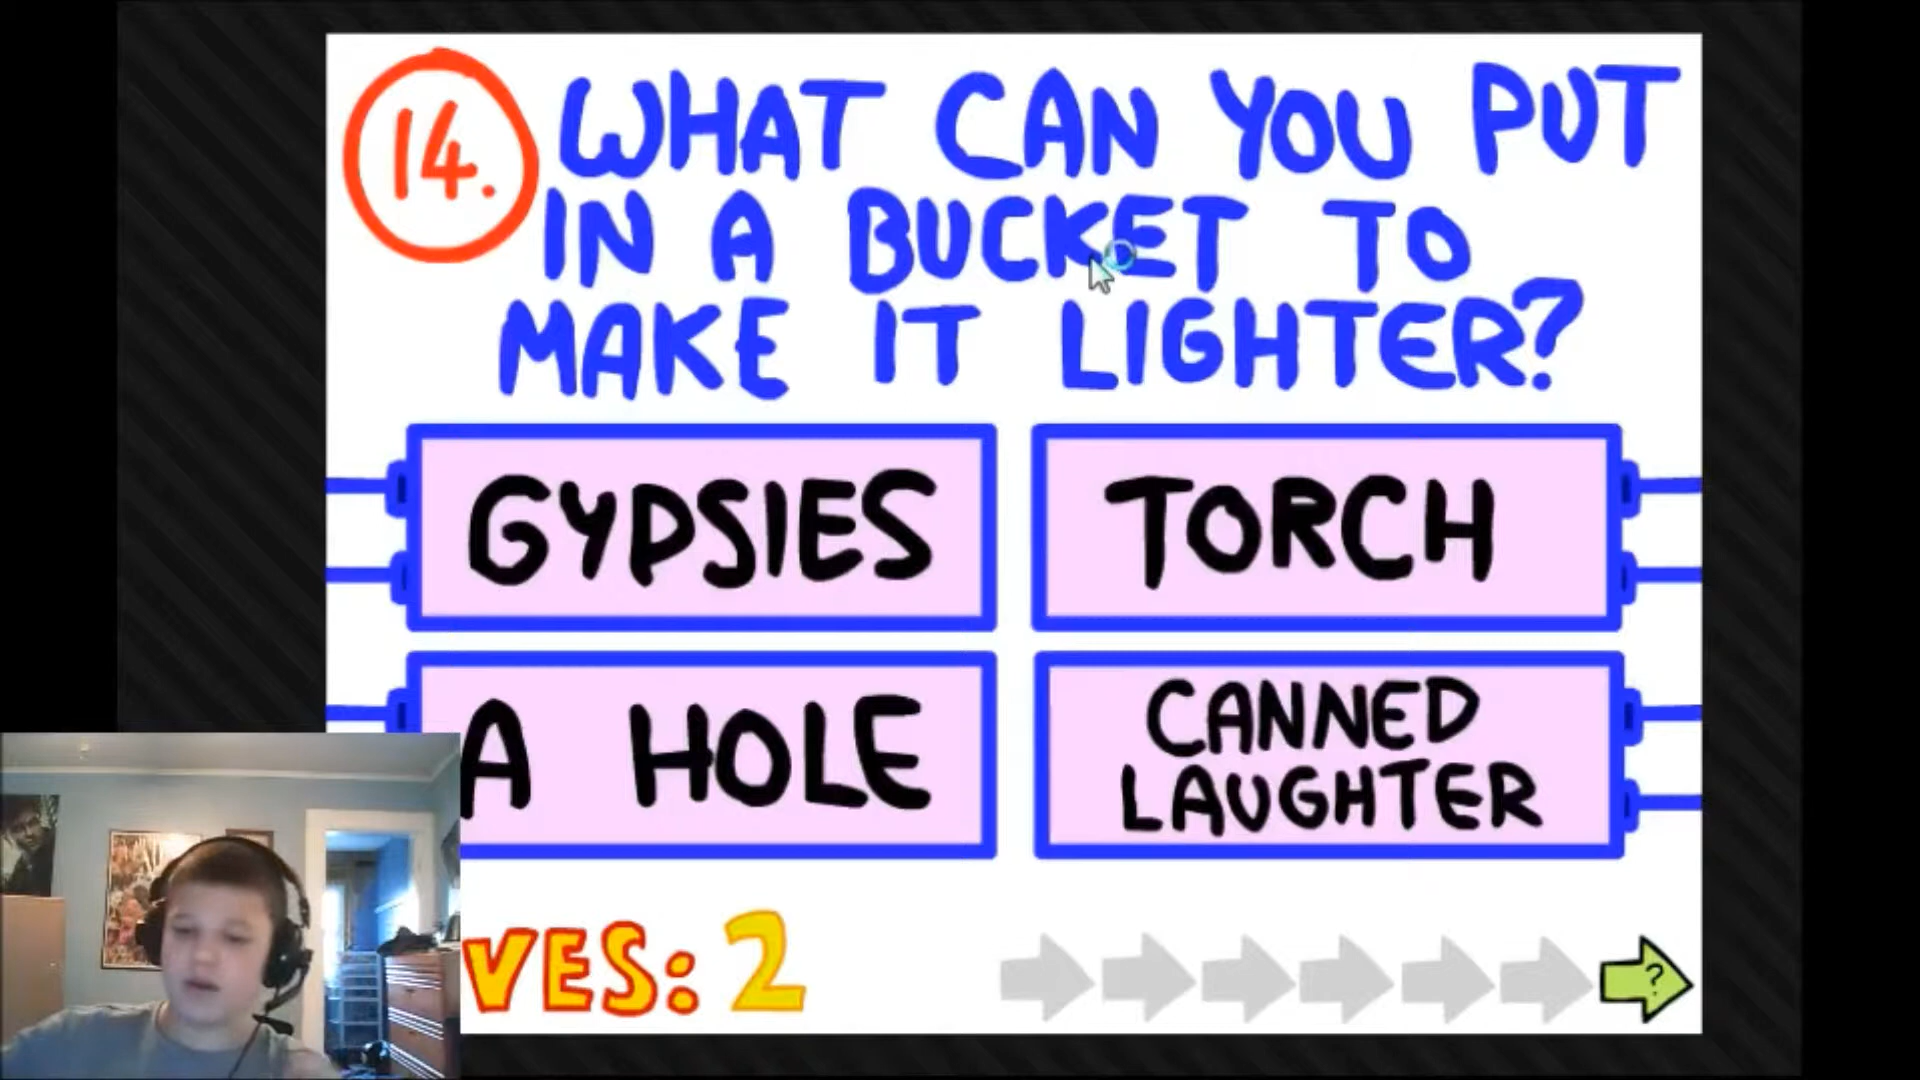 14. WHAT CAN YOU PUT
IN A BUCKET TO
MAKE IT LIGHTER?
GYPSIES
TORCH
A HOLE
CANNED
LAUGHTER
VES: 2
?